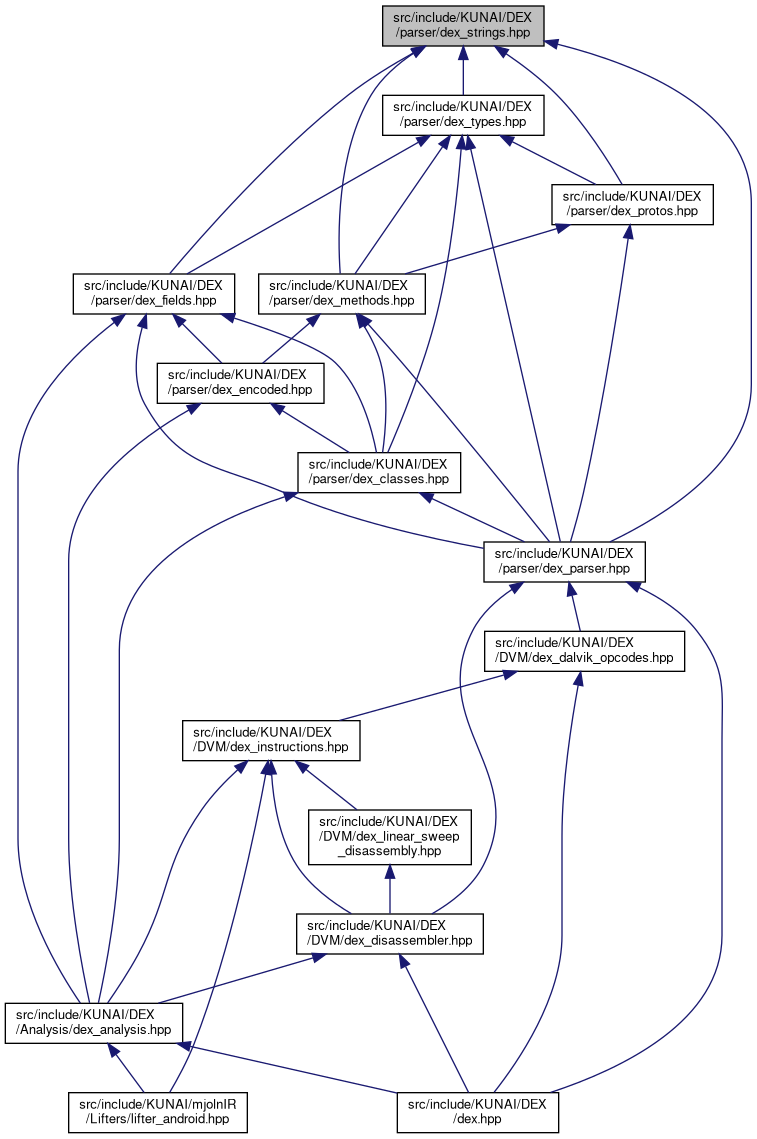 src/include/KUNAI/DEX
/parser/dex_strings.hpp
src/include/KUNAI/DEX
/parser/dex_types.hpp
src/include/KUNAI/DEX
/parser/dex_protos.hpp
src/include/KUNAI/DEX
/parser/dex_fields.hpp
src/include/KUNAI/DEX
/parser/dex_methods.hpp
src/include/KUNAI/DEX
/parser/dex_encoded.hpp
src/include/KUNAI/DEX
/parser/dex_classes.hpp
src/include/KUNAI/DEX
/parser/dex_parser.hpp
src/include/KUNAI/DEX
/DVM/dex_dalvik_opcodes.hpp
src/include/KUNAI/DEX
/DVM/dex_instructions.hpp
src/include/KUNAI/DEX
/DVM/dex_linear_sweep
_disassembly.hpp
src/include/KUNAI/DEX
/DVM/dex_disassembler.hpp
src/include/KUNAI/DEX
/Analysis/dex_analysis.hpp
src/include/KUNAI/mjolnIR
/Lifters/lifter_android.hpp
src/include/KUNAI/DEX
/dex.hpp